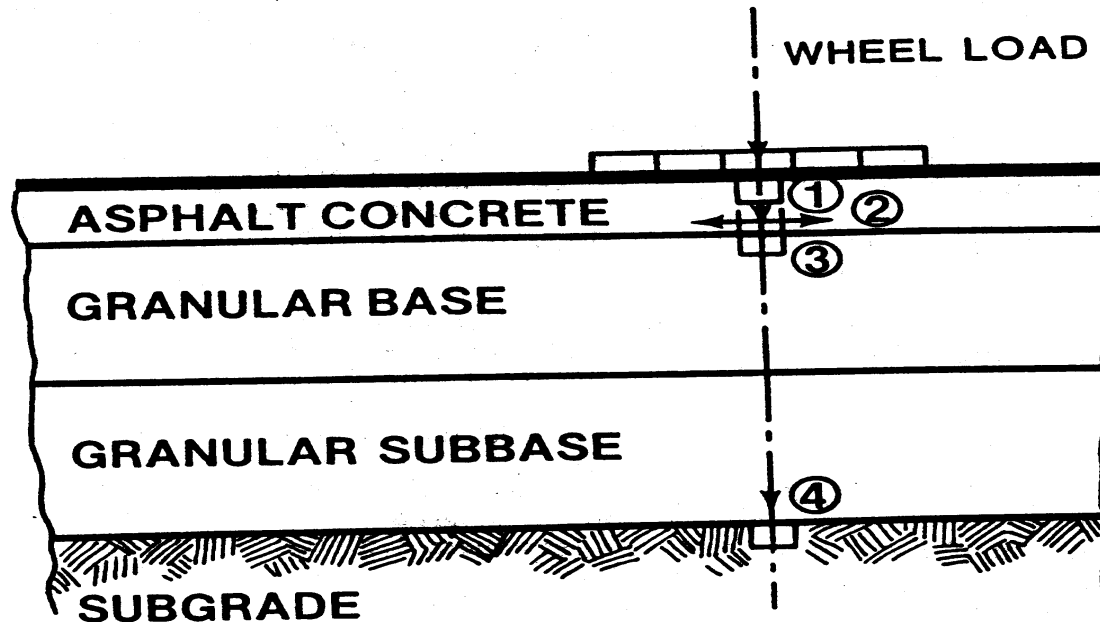 WHEEL LOAD
①
②
ASPHALT CONCRETE
③
GRANULAR BASE
GRANULAR SUBBASE
④
SUBGRADE